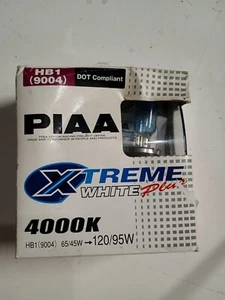 HB1
(9004)
DOT Compliant
PIAA
XTREME
WHITE Plus
4000K
HB1(9004) 65/45W→120/95W